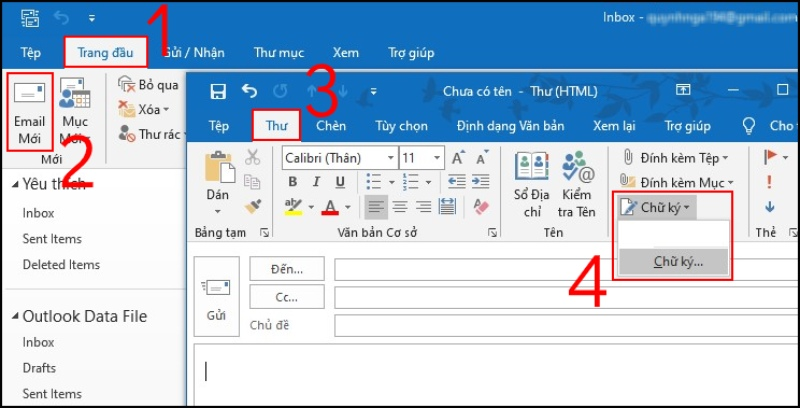 Inbox -
1
Tệp Trang đầu Gửi / Nhận Thư mục Xem Trợ giúp
Email Mới
Mục Mới
Bỏ qua
Xóa
Thư rác
Mới
2
3
Chưa có tên - Thư (HTML)
Tệp Thư Chèn Tùy chọn Định dạng Văn bản Xem lại Trợ giúp Cho
Dán
Calibri (Thân) 11 A A
B I U
ab A
Sổ Địa chỉ
Kiểm tra Tên
Đính kèm Tệp
Đính kèm Mục
Chữ ký
Chữ ký...
Bảng tạm Văn bản Cơ sở Tên Thẻ
4
Yêu thích
Inbox
Sent Items
Deleted Items
Outlook Data File
Inbox
Drafts
Sent Items
Gửi
Đến...
Cc...
Chủ đề